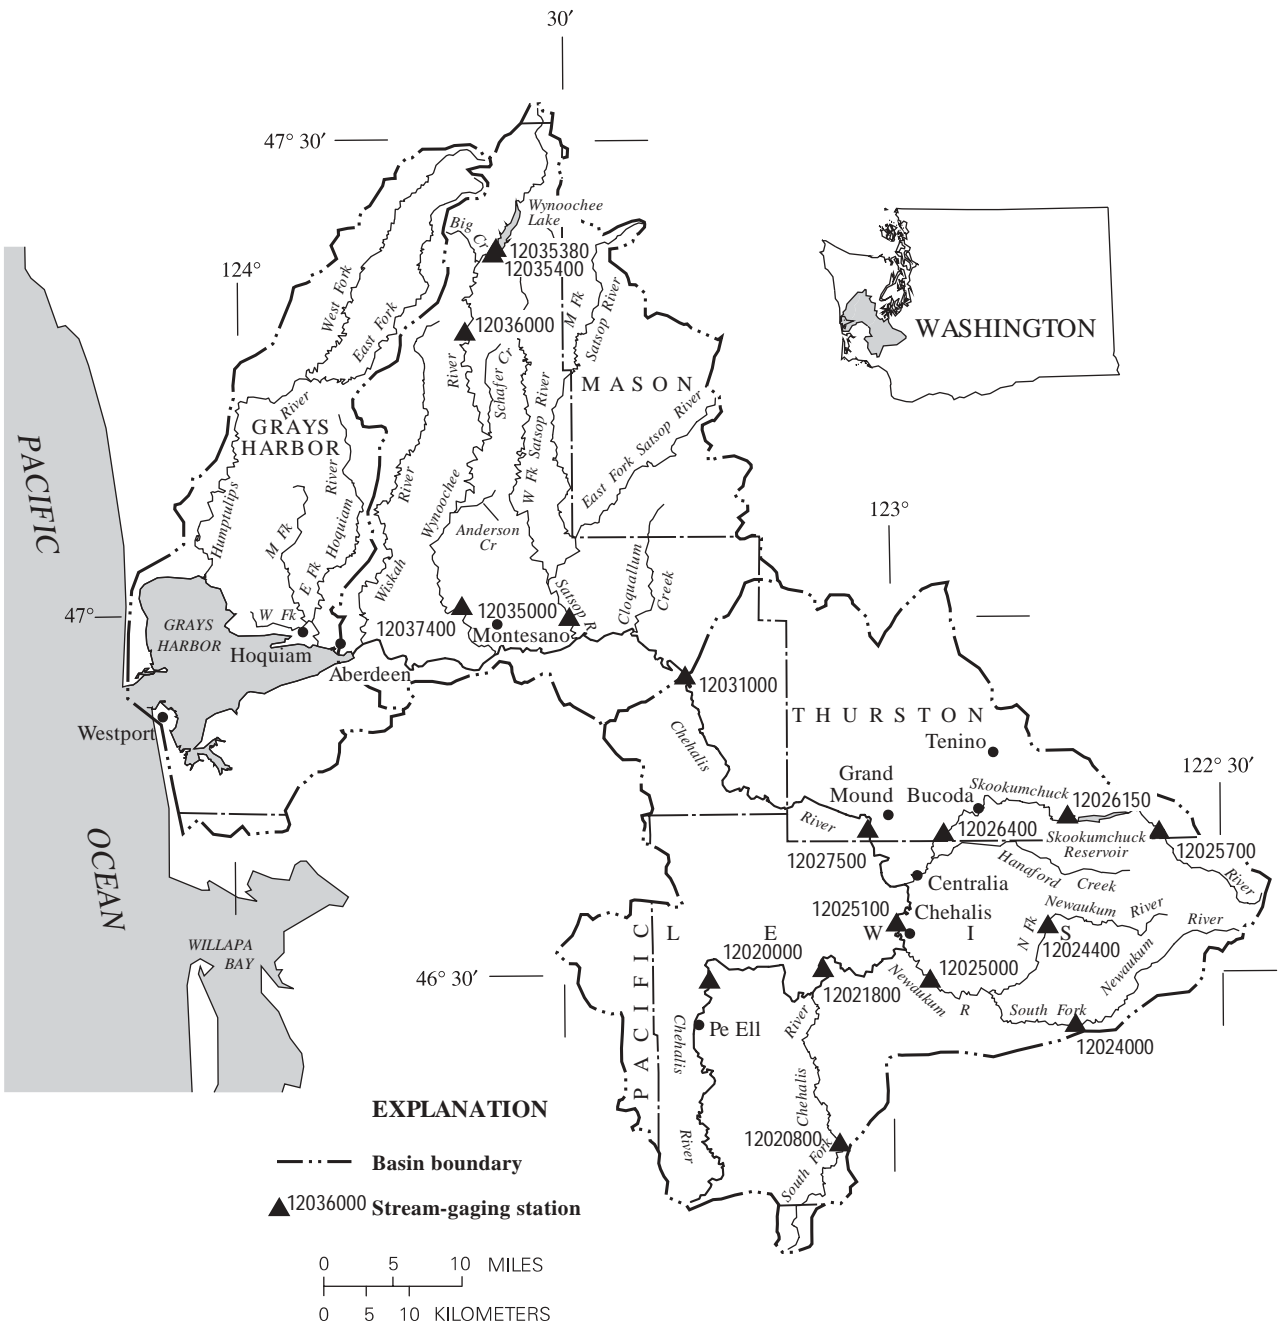 30′
47° 30′
Wynoochee
Lake
Big Cr
12035380
12035400
124°
West Fork
East Fork
M Fk
Satsop River
12036000
WASHINGTON
River
Schafer Cr
MASON
River
GRAYS
HARBOR
River
W Fk Satsop River
East Fork Satsop River
PACIFIC
River
Humptulips
M Fk
E Fk Hoquiam
Wynoochee
Anderson
Cr
123°
Wiskah
Cloquallum
Creek
Satsop R
47°
W Fk
GRAYS
HARBOR
12035000
12037400
Montesano
Hoquiam
Aberdeen
12031000
THURSTON
Westport
Chehalis
Tenino
122° 30′
Grand
Mound
Bucoda
Skookumchuck
12026150
River
12026400
Skookumchuck
Reservoir
12025700
12027500
OCEAN
Hanaford
Creek
River
Centralia
12025100
Chehalis
Newaukum River
River
L E W I S
N Fk
WILLAPA
BAY
12020000
12024400
46° 30′
12021800
12025000
Newaukum
R
Newaukum
South Fork
PACIFIC
Pe Ell
River
12024000
Chehalis
Chehalis
EXPLANATION
12020800
River
South Fork
Basin boundary
12036000 Stream-gaging station
0 5 10 MILES
0 5 10 KILOMETERS